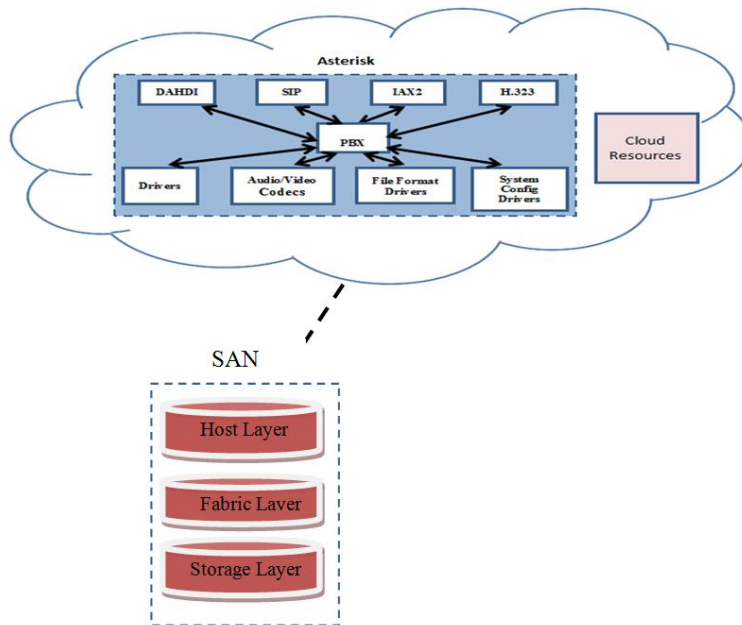 Asterisk
DAHDI
SIP
IAX2
H.323
PBX
Cloud
Resources
Drivers
Audio/Video
Codecs
File Format
Drivers
System
Config
Drivers
SAN
Host Layer
Fabric Laver
Storage Layer